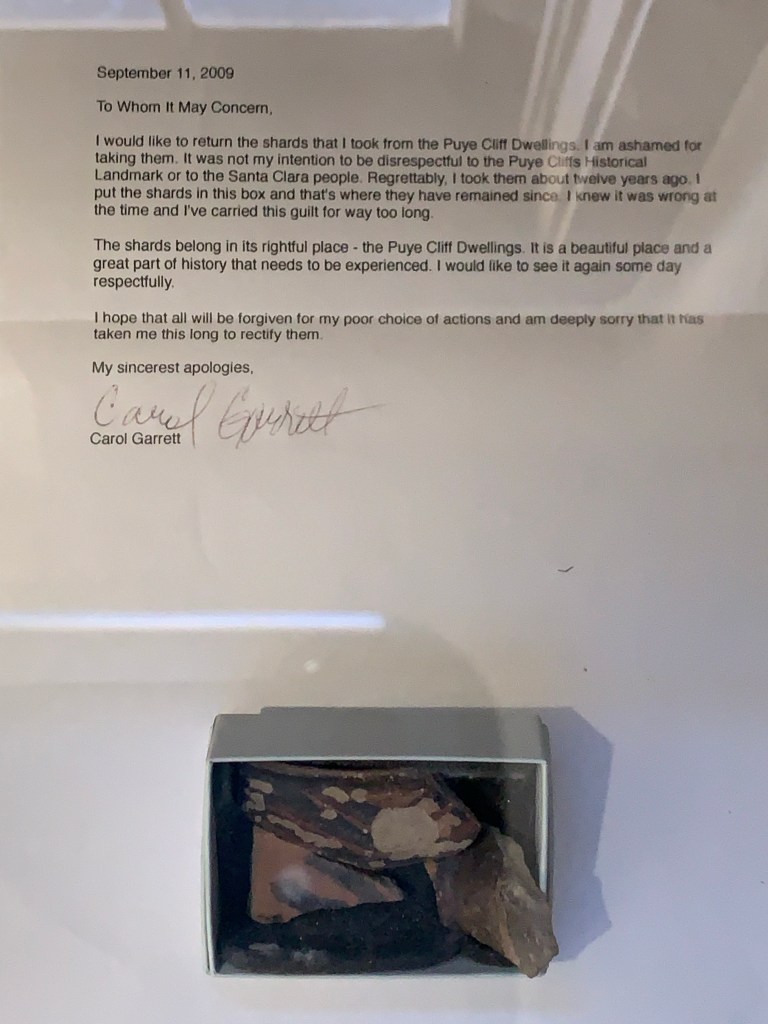 September 11, 2009
To Whom It May Concern,
I would like to return the shards that I took from the Puye Cliff Dwellings. I am ashamed for
taking them. It was not my intention to be disrespectful to the Puye Cliffs Historical
Landmark or to the Santa Clara people. Regrettably, I took them about twelve years ago. I
put the shards in this box and that's where they have remained since. I knew it was wrong at
the time and I've carried this guilt for way too long.
The shards belong in its rightful place - the Puye Cliff Dwellings. It is a beautiful place and a
great part of history that needs to be experienced. I would like to see it again some day
respectfully.
I hope that all will be forgiven for my poor choice of actions and am deeply sorry that it has
taken me this long to rectify them.
My sincerest apologies,
Carol Garrett
Carol Garrett